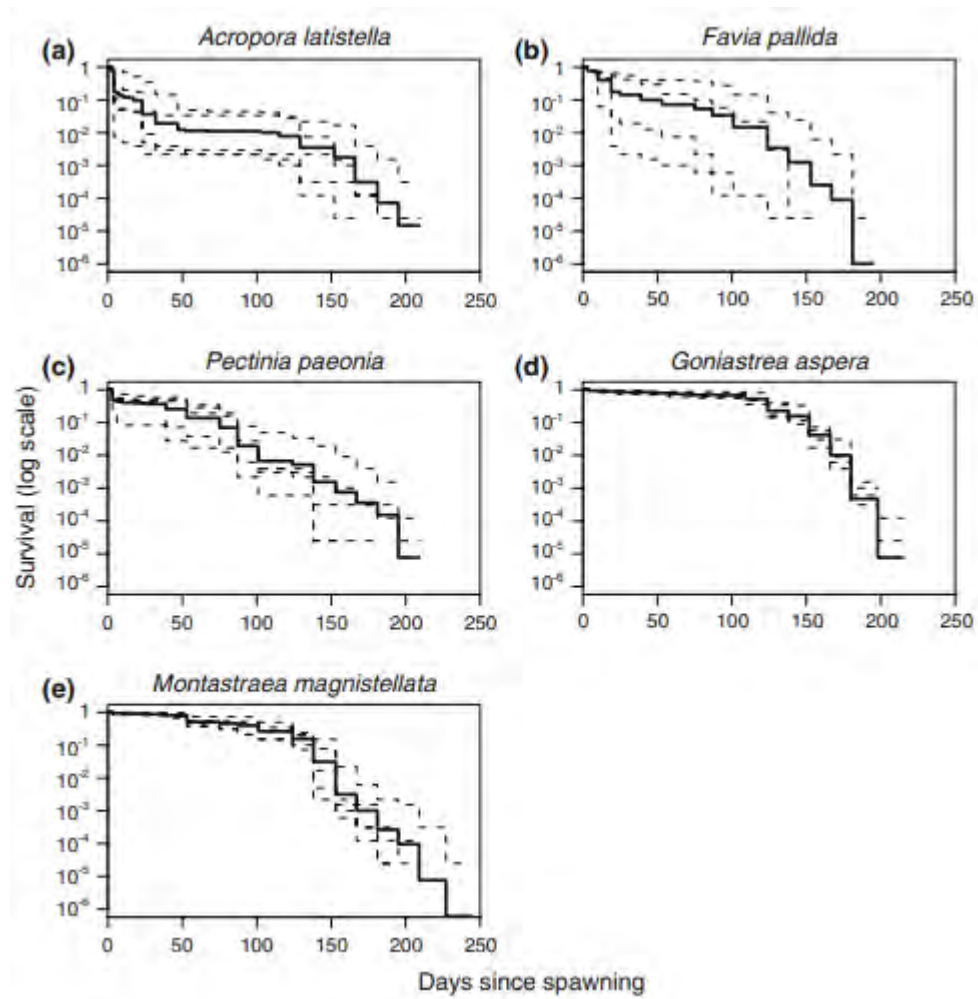 (a) Acropora latistella
(b) Favia pallida
1
10⁻¹
10⁻²
10⁻³
10⁻⁴
10⁻⁵
10⁻⁶
0 50 100 150 200 250
1
10⁻¹
10⁻²
10⁻³
10⁻⁴
10⁻⁵
10⁻⁶
0 50 100 150 200 250
(c) Pectinia paeonia
(d) Goniastrea aspera
1
10⁻¹
10⁻²
10⁻³
10⁻⁴
10⁻⁵
10⁻⁶
0 50 100 150 200 250
1
10⁻¹
10⁻²
10⁻³
10⁻⁴
10⁻⁵
10⁻⁶
0 50 100 150 200 250
Survival (log scale)
(e) Montastraea magnistellata
1
10⁻¹
10⁻²
10⁻³
10⁻⁴
10⁻⁵
10⁻⁶
0 50 100 150 200 250
Days since spawning